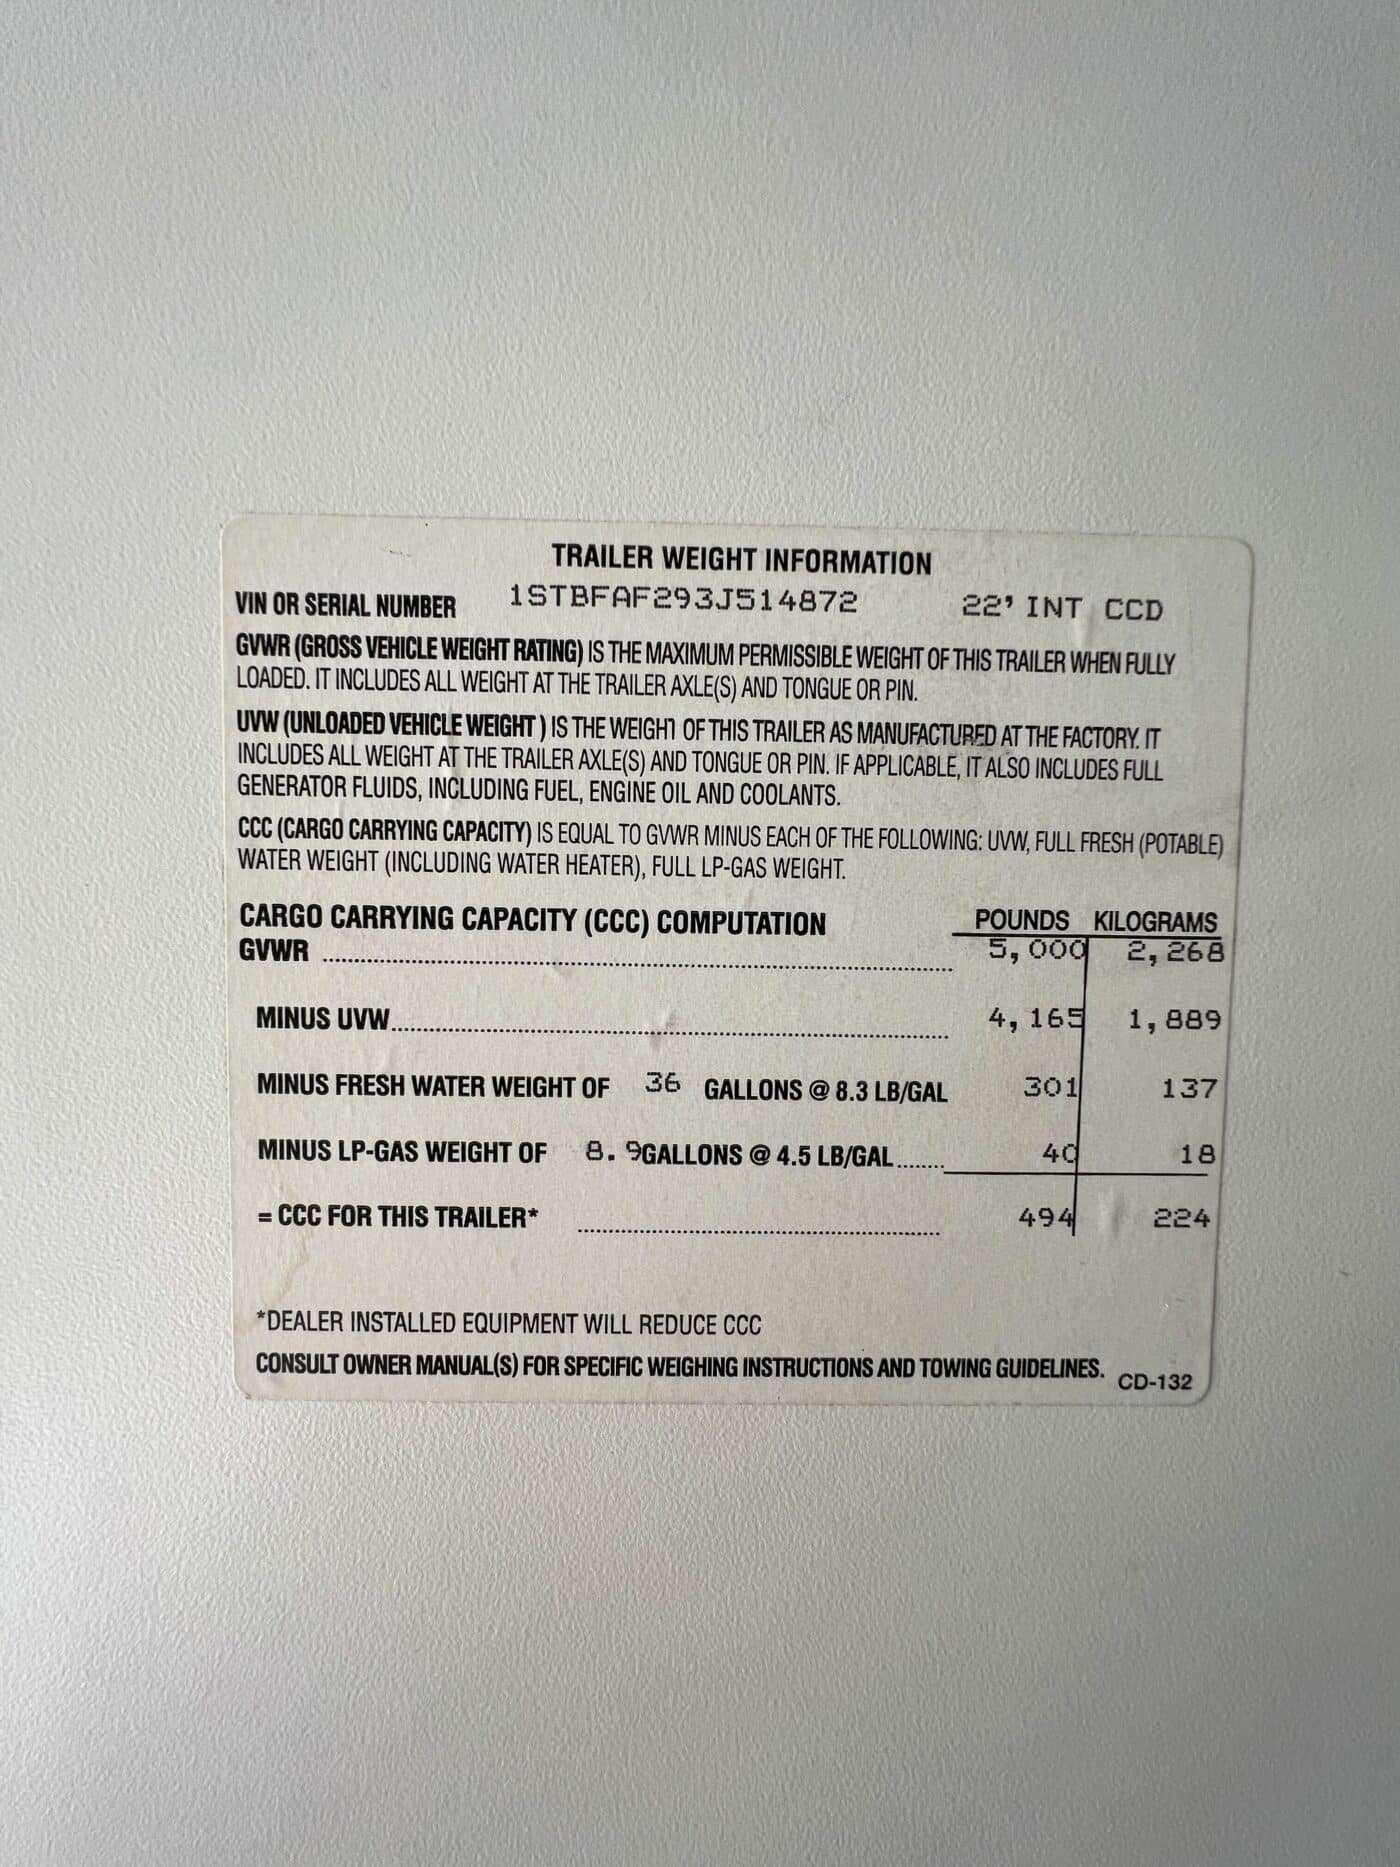 TRAILER WEIGHT INFORMATION
VIN OR SERIAL NUMBER 1STBFAF293J514872 22' INT CCD
GVWR (GROSS VEHICLE WEIGHT RATING) IS THE MAXIMUM PERMISSIBLE WEIGHT OF THIS TRAILER WHEN FULLY
LOADED. IT INCLUDES ALL WEIGHT AT THE TRAILER AXLE(S) AND TONGUE OR PIN.
UVW (UNLOADED VEHICLE WEIGHT ) IS THE WEIGHT OF THIS TRAILER AS MANUFACTURED AT THE FACTORY. IT
INCLUDES ALL WEIGHT AT THE TRAILER AXLE(S) AND TONGUE OR PIN. IF APPLICABLE, IT ALSO INCLUDES FULL
GENERATOR FLUIDS, INCLUDING FUEL, ENGINE OIL AND COOLANTS.
CCC (CARGO CARRYING CAPACITY) IS EQUAL TO GVWR MINUS EACH OF THE FOLLOWING: UVW, FULL FRESH (POTABLE)
WATER WEIGHT (INCLUDING WATER HEATER), FULL LP-GAS WEIGHT.
CARGO CARRYING CAPACITY (CCC) COMPUTATION POUNDS KILOGRAMS
GVWR 5,000 2,268
MINUS UVW 4,165 1,889
MINUS FRESH WATER WEIGHT OF 36 GALLONS @ 8.3 LB/GAL 301 137
MINUS LP-GAS WEIGHT OF 8.9 GALLONS @ 4.5 LB/GAL 40 18
= CCC FOR THIS TRAILER* 494 224
*DEALER INSTALLED EQUIPMENT WILL REDUCE CCC
CONSULT OWNER MANUAL(S) FOR SPECIFIC WEIGHING INSTRUCTIONS AND TOWING GUIDELINES. CD-132